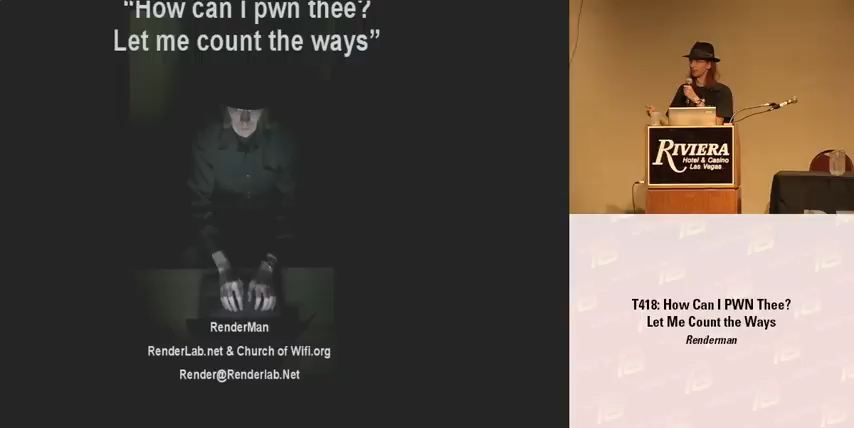 “How can I pwn thee?
Let me count the ways”
RenderMan
RenderLab.net & Church of Wifi.org
Render@Renderlab.Net
RIVIERA
Hotel & Casino
Las Vegas
T418: How Can I PWN Thee?
Let Me Count the Ways
Renderman